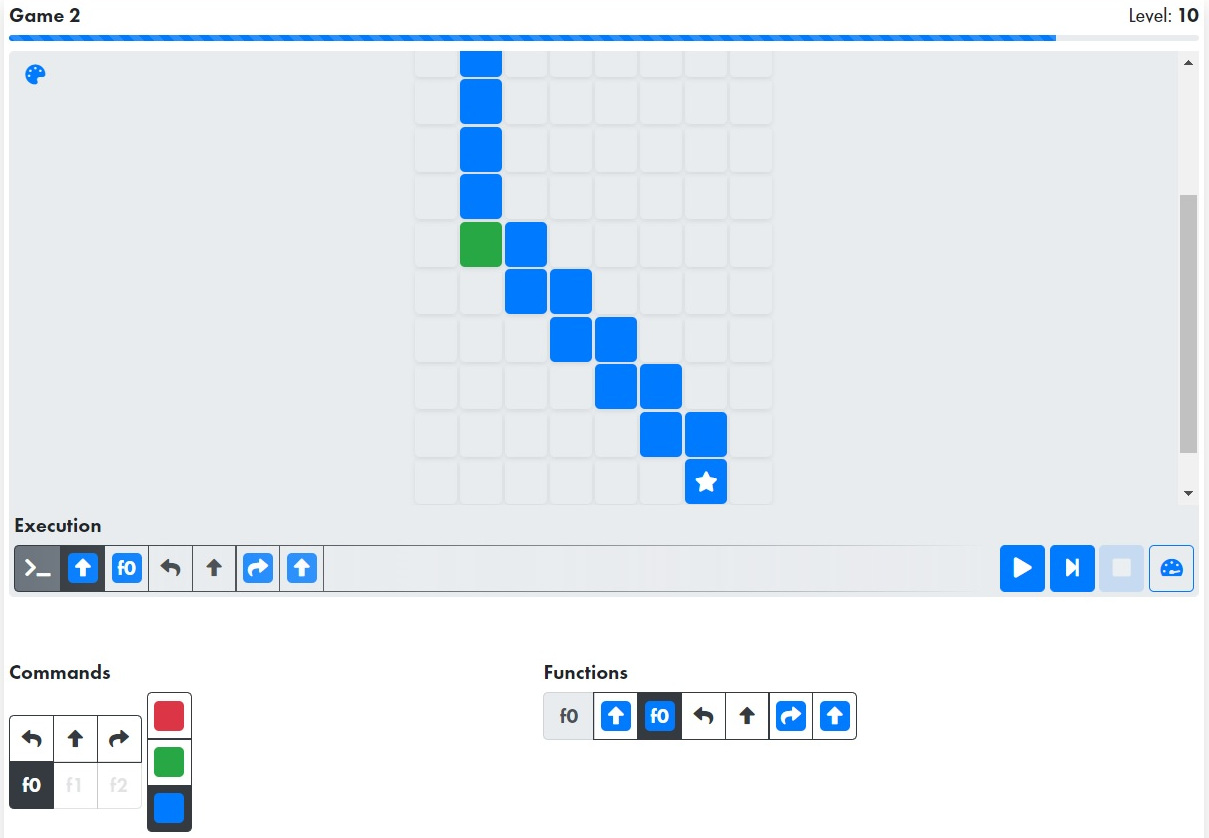 Game 2
Level: 10
Execution
f0
Commands
Functions
f0 f1 f2
f0 f0